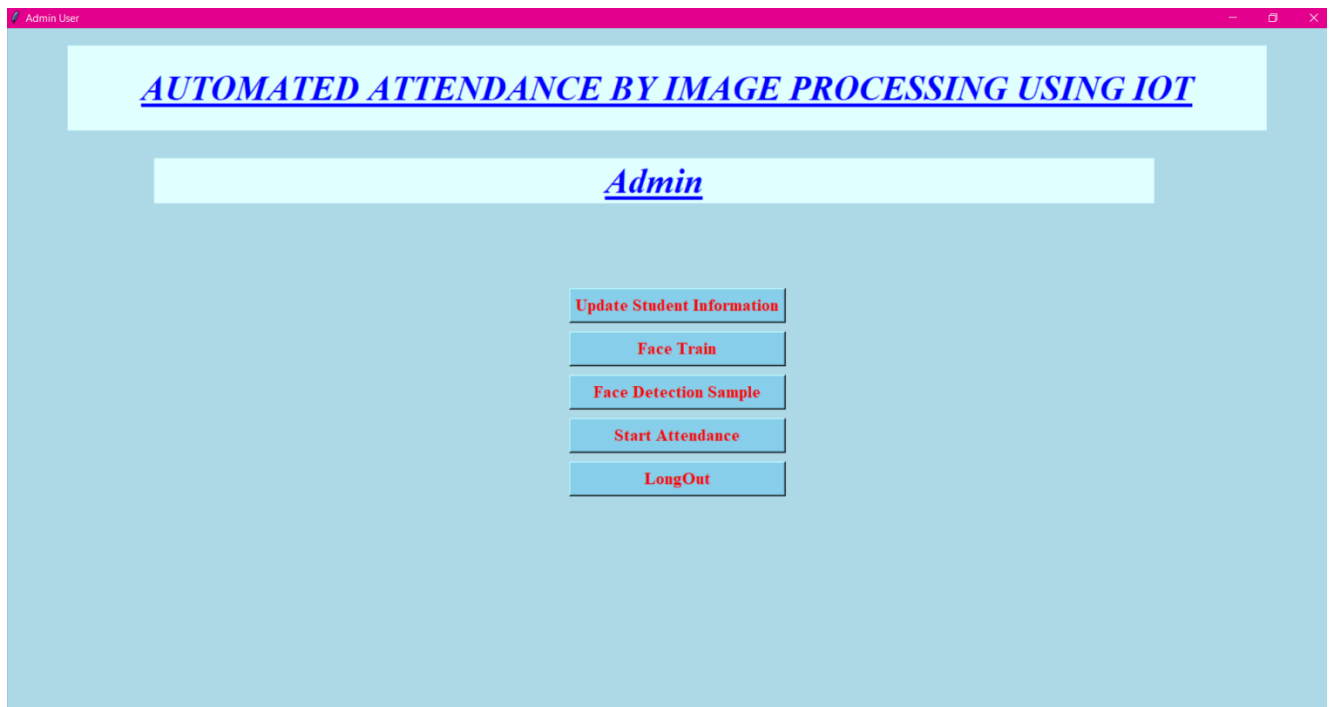 Admin User
AUTOMATED ATTENDANCE BY IMAGE PROCESSING USING IOT
Admin
Update Student Information
Face Train
Face Detection Sample
Start Attendance
LongOut